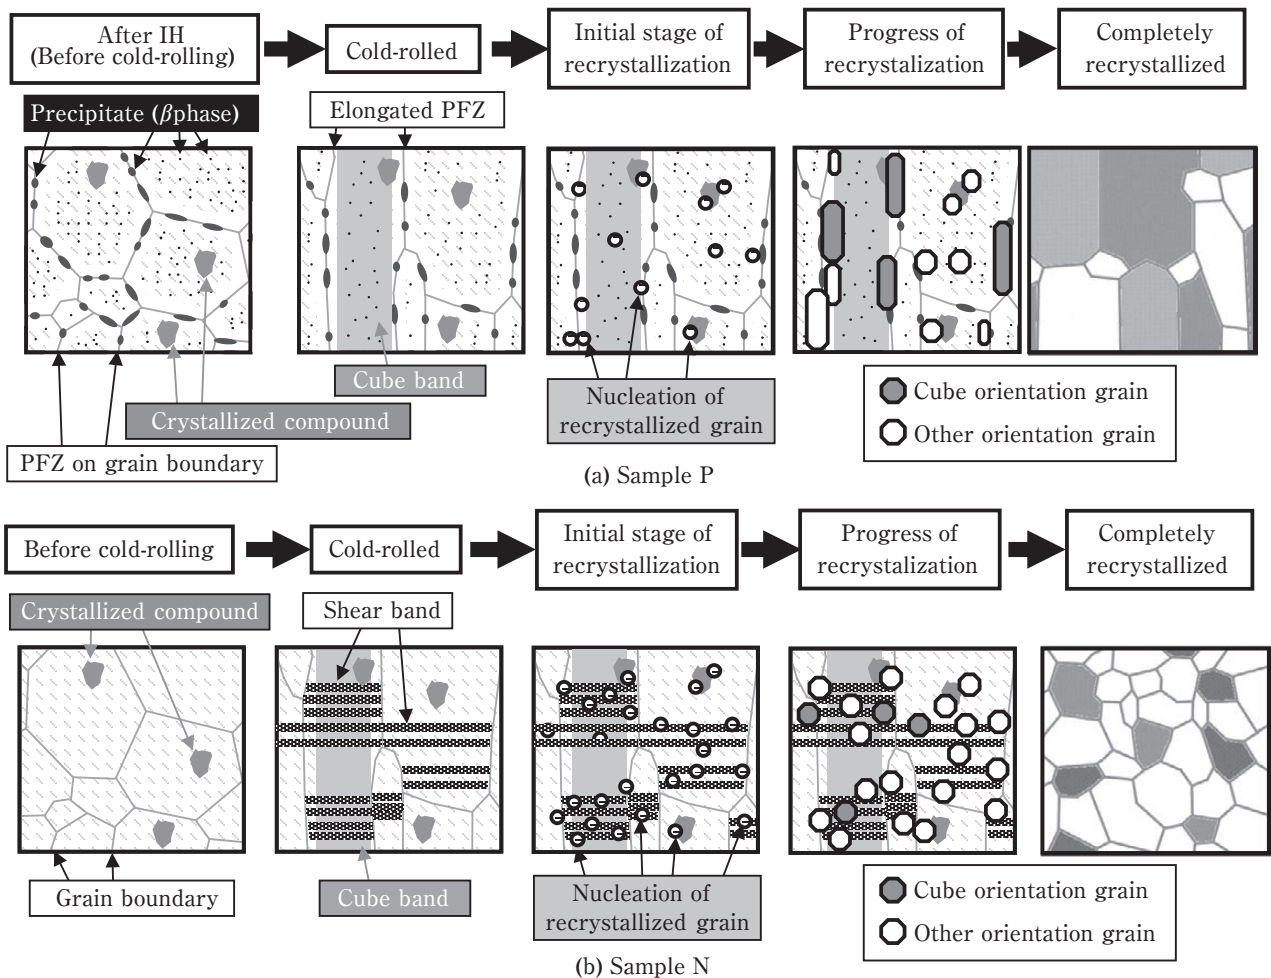 After IH
(Before cold-rolling)
Cold-rolled
Initial stage of
recrystallization
Progress of
recrystalization
Completely
recrystallized
Precipitate (βphase)
Elongated PFZ
Cube band
Crystallized compound
PFZ on grain boundary
Nucleation of
recrystallized grain
Cube orientation grain
Other orientation grain
(a) Sample P
Before cold-rolling
Cold-rolled
Initial stage of
recrystallization
Progress of
recrystallization
Completely
recrystallized
Crystallized compound
Shear band
Grain boundary
Cube band
Nucleation of
recrystallized grain
Cube orientation grain
Other orientation grain
(b) Sample N